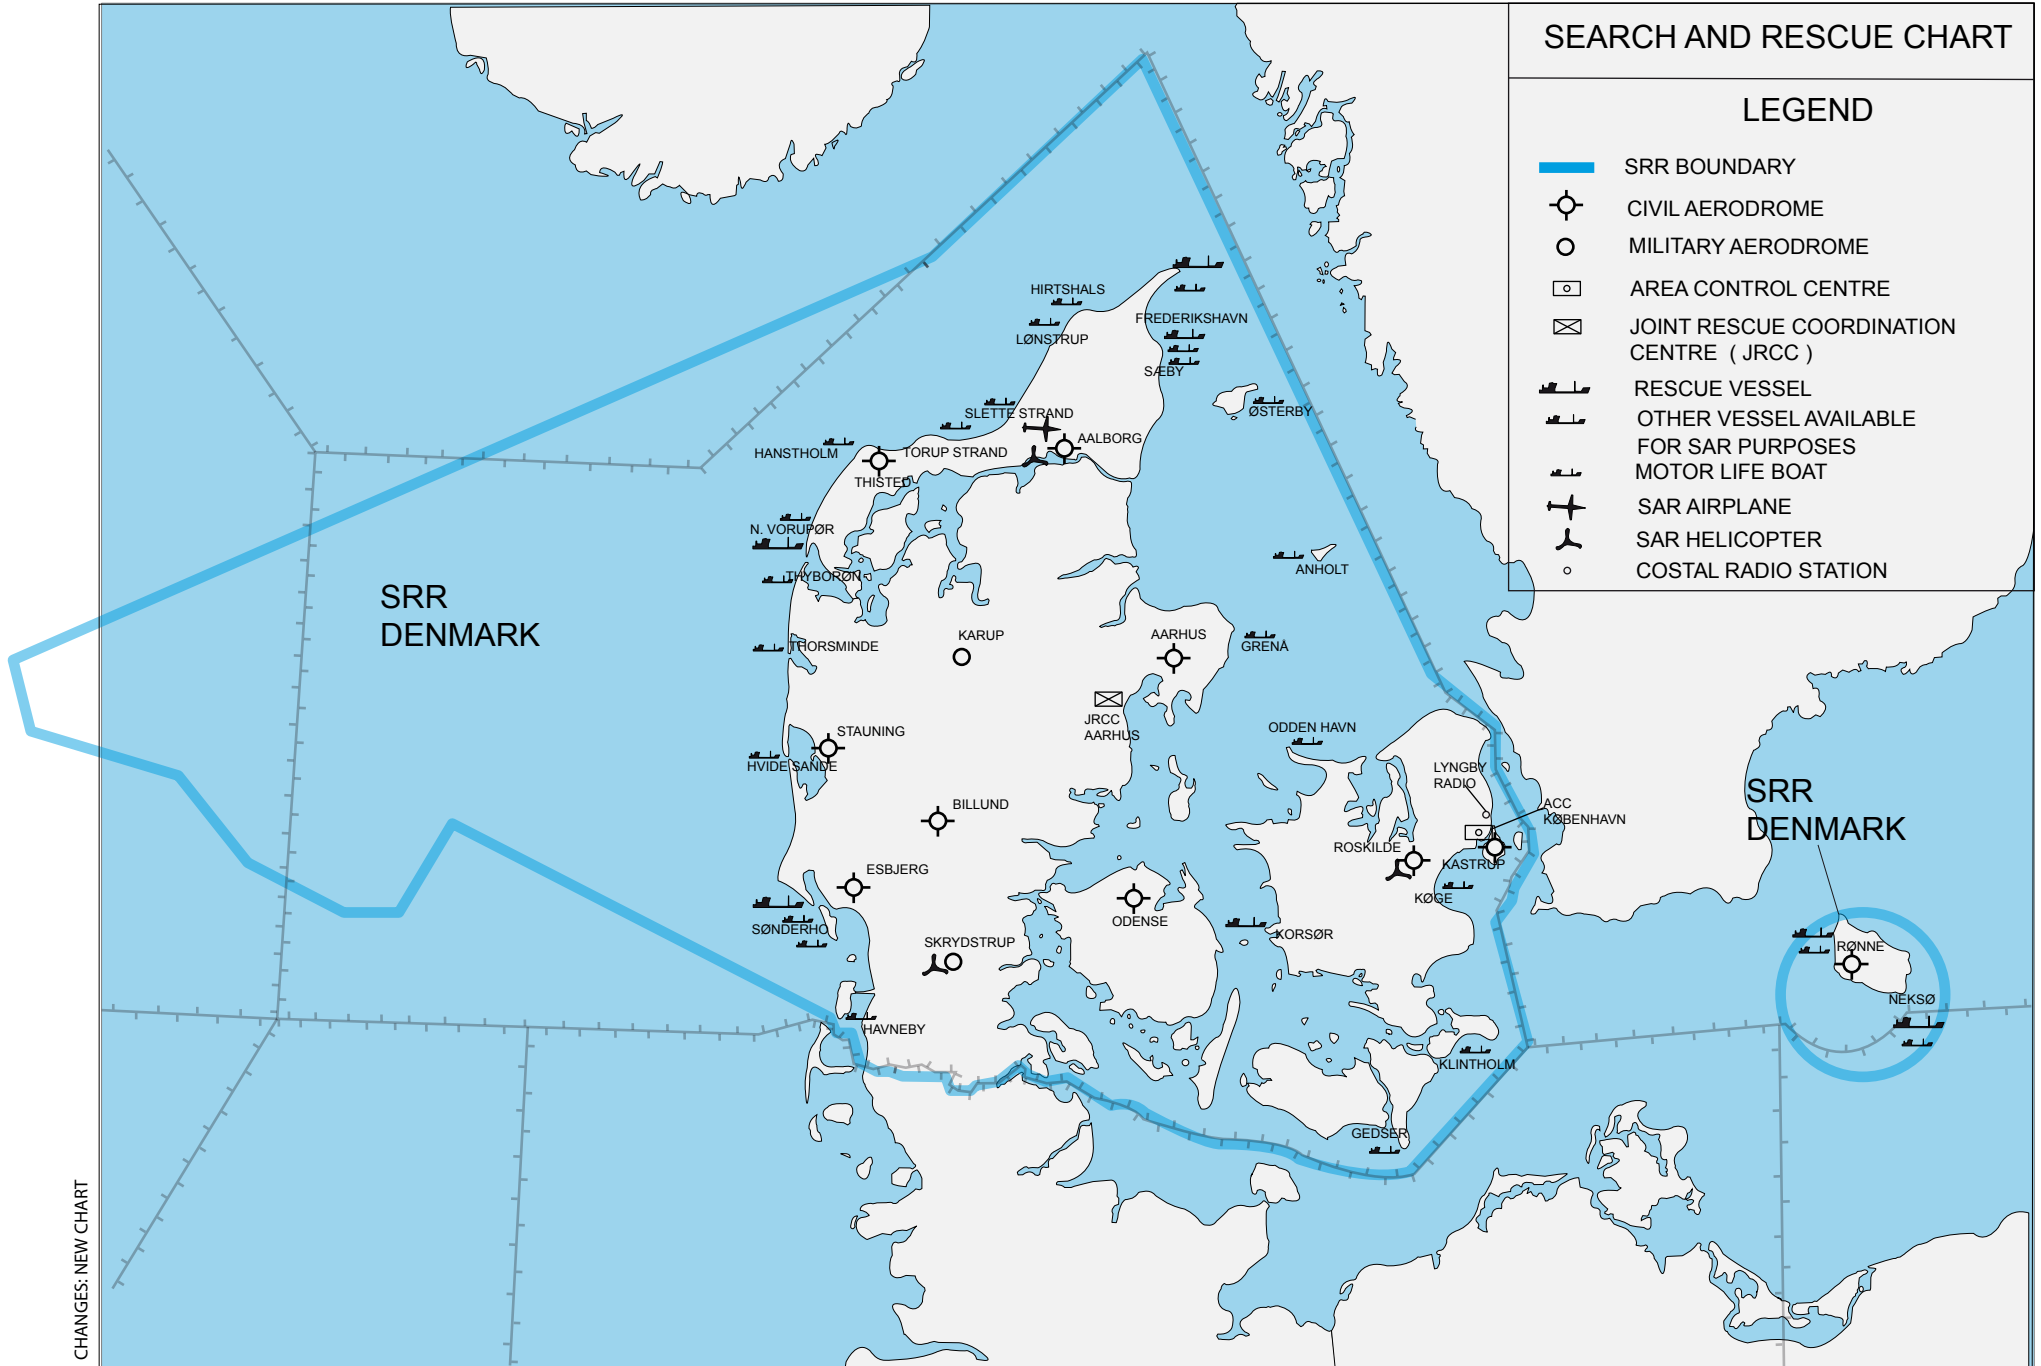 SEARCH AND RESCUE CHART
LEGEND
SRR BOUNDARY
CIVIL AERODROME
MILITARY AERODROME
AREA CONTROL CENTRE
JOINT RESCUE COORDINATION
CENTRE ( JRCC )
RESCUE VESSEL
OTHER VESSEL AVAILABLE
FOR SAR PURPOSES
MOTOR LIFE BOAT
SAR AIRPLANE
SAR HELICOPTER
COSTAL RADIO STATION
HIRTSHALS
LØNSTRUP
FREDERIKSHAVN
SÆBY
ØSTERBY
SLETTE STRAND
AALBORG
HANSTHOLM
TORUP STRAND
THISTED
N. VORUPØR
THYBORØN
ANHOLT
SRR
DENMARK
THORSMINDE
KARUP
AARHUS
GRENÅ
JRCC
AARHUS
STAUNING
HVIDE SANDE
ODDEN HAVN
LYNGBY
RADIO
ACC
KØBENHAVN
SRR
DENMARK
BILLUND
ROSKILDE
KASTRUP
ESBJERG
KØGE
ODENSE
SØNDERHO
KORSØR
SKRYDSTRUP
RØNNE
NEKSØ
HAVNEBY
KLINTHOLM
GEDSER
CHANGES: NEW CHART